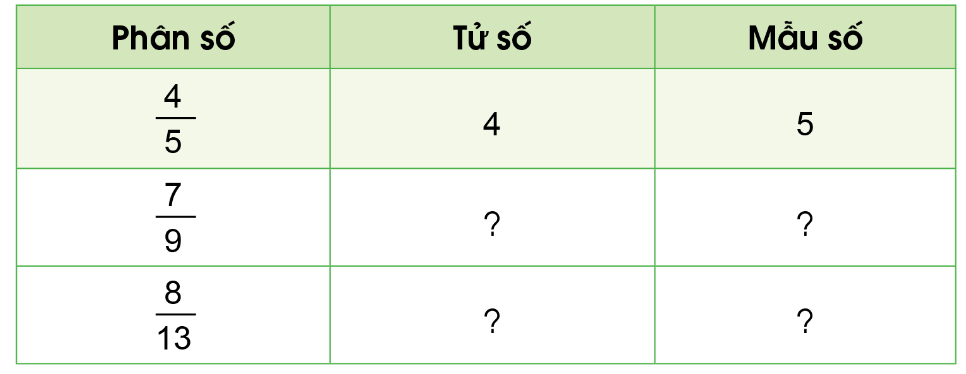 Phân số Tử số Mẫu số
4/5 4 5
7/9 ? ?
8/13 ? ?